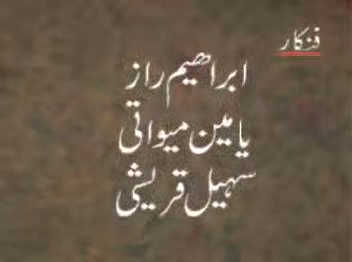 فنکار
ابراھیم راز
یامین میواتی
سہیل قریشی